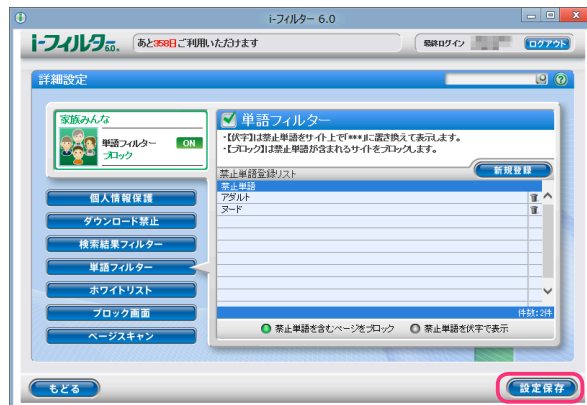 i-フィルター 6.0
i-フィルター6.0. あと358日ご利用いただけます
最終ログイン
ログアウト
詳細設定
家族みんな
単語フィルター ON
ブロック
個人情報保護
ダウンロード禁止
検索結果フィルター
単語フィルター
ホワイトリスト
ブロック画面
ページスキャン
単語フィルター
・【伏字】は禁止単語をサイト上で「***」に置き換えて表示します。
・【ブロック】は禁止単語が含まれるサイトをブロックします。
禁止単語登録リスト
新規登録
禁止単語
アダルト
ヌード
件数:2件
禁止単語を含むページをブロック
禁止単語を伏字で表示
もどる
設定保存